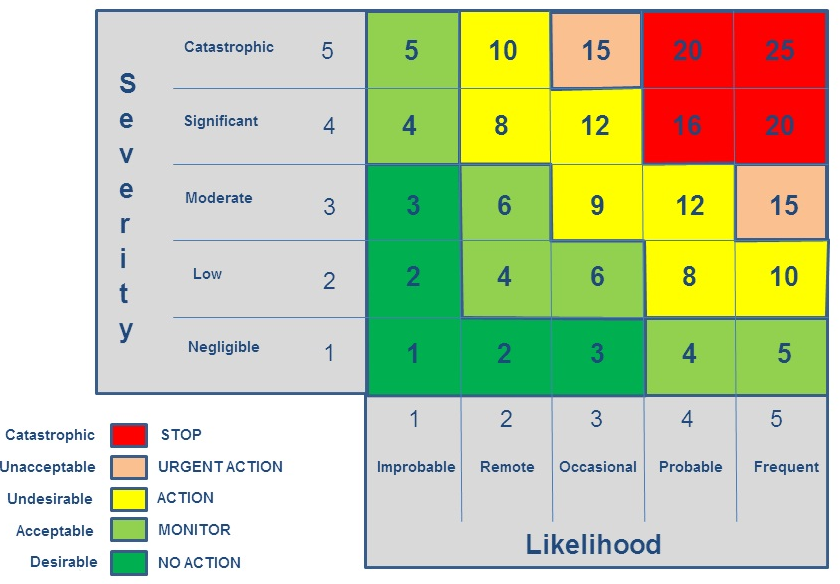 Severity
Catastrophic 5 5 10 15 20 25
Significant 4 4 8 12 16 20
Moderate 3 3 6 9 12 15
Low 2 2 4 6 8 10
Negligible 1 1 2 3 4 5
1 2 3 4 5
Improbable Remote Occasional Probable Frequent
Likelihood
Catastrophic STOP
Unacceptable URGENT ACTION
Undesirable ACTION
Acceptable MONITOR
Desirable NO ACTION